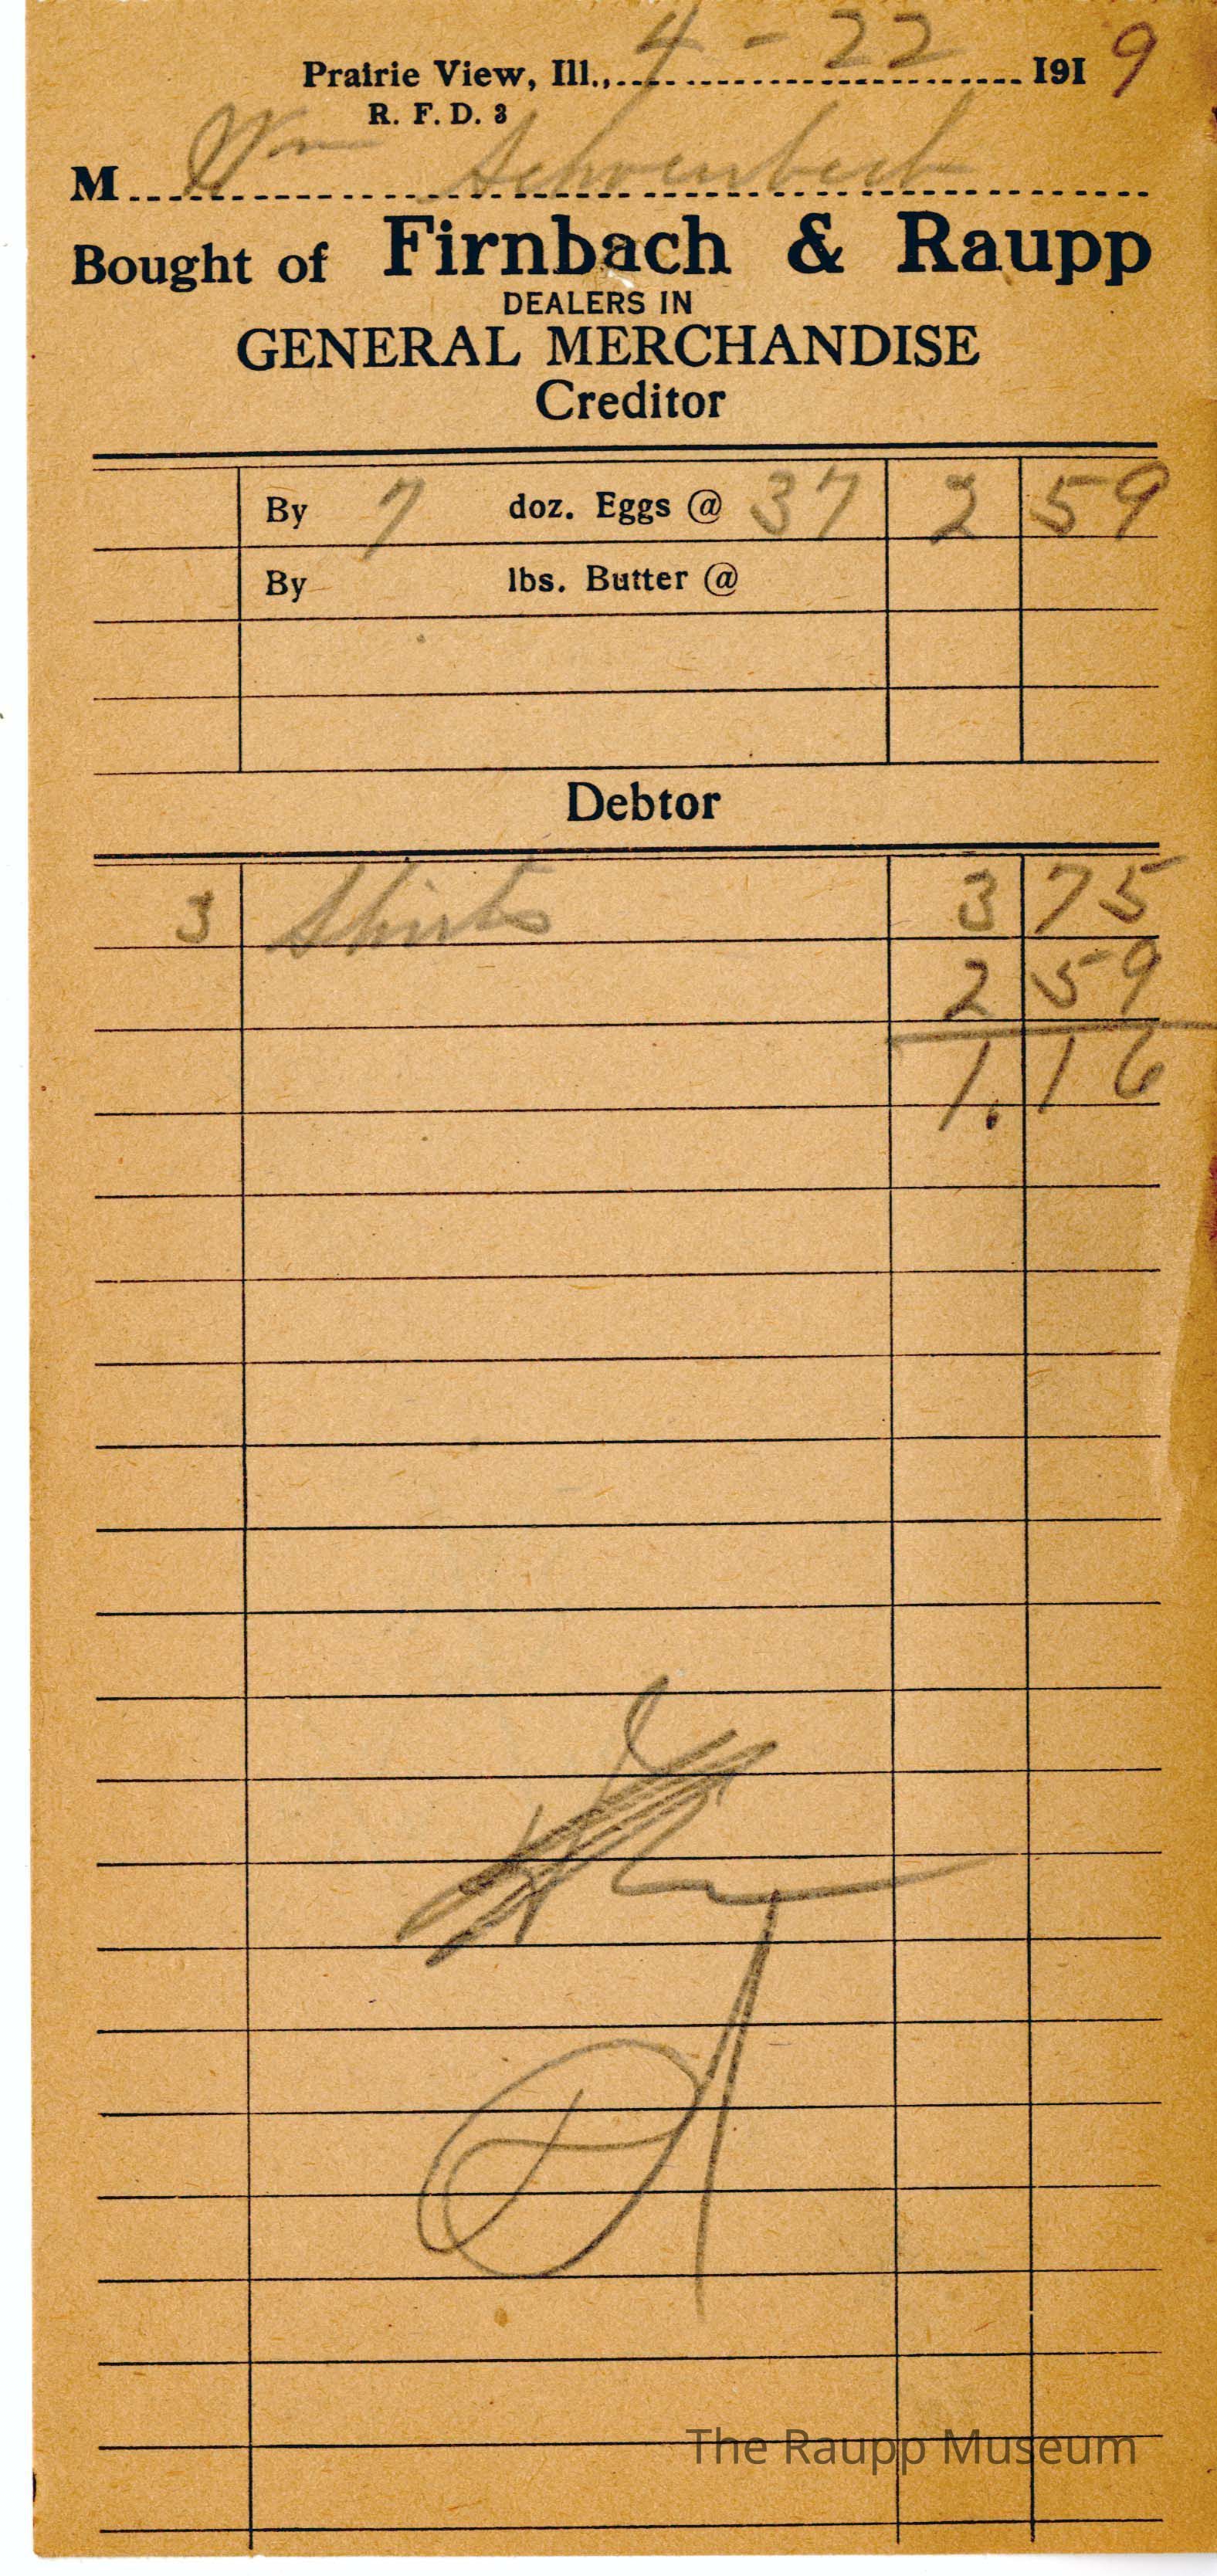 Prairie View, Ill., 4 - 22 1919
R. F. D. 3
M Wm Schoenbeck
Bought of Firnbach & Raupp
DEALERS IN
GENERAL MERCHANDISE
Creditor
By 7 doz. Eggs @ 37 2 59
By lbs. Butter @
Debtor
3 Shirts 3 75
2 59
1.16
The Raupp Museum